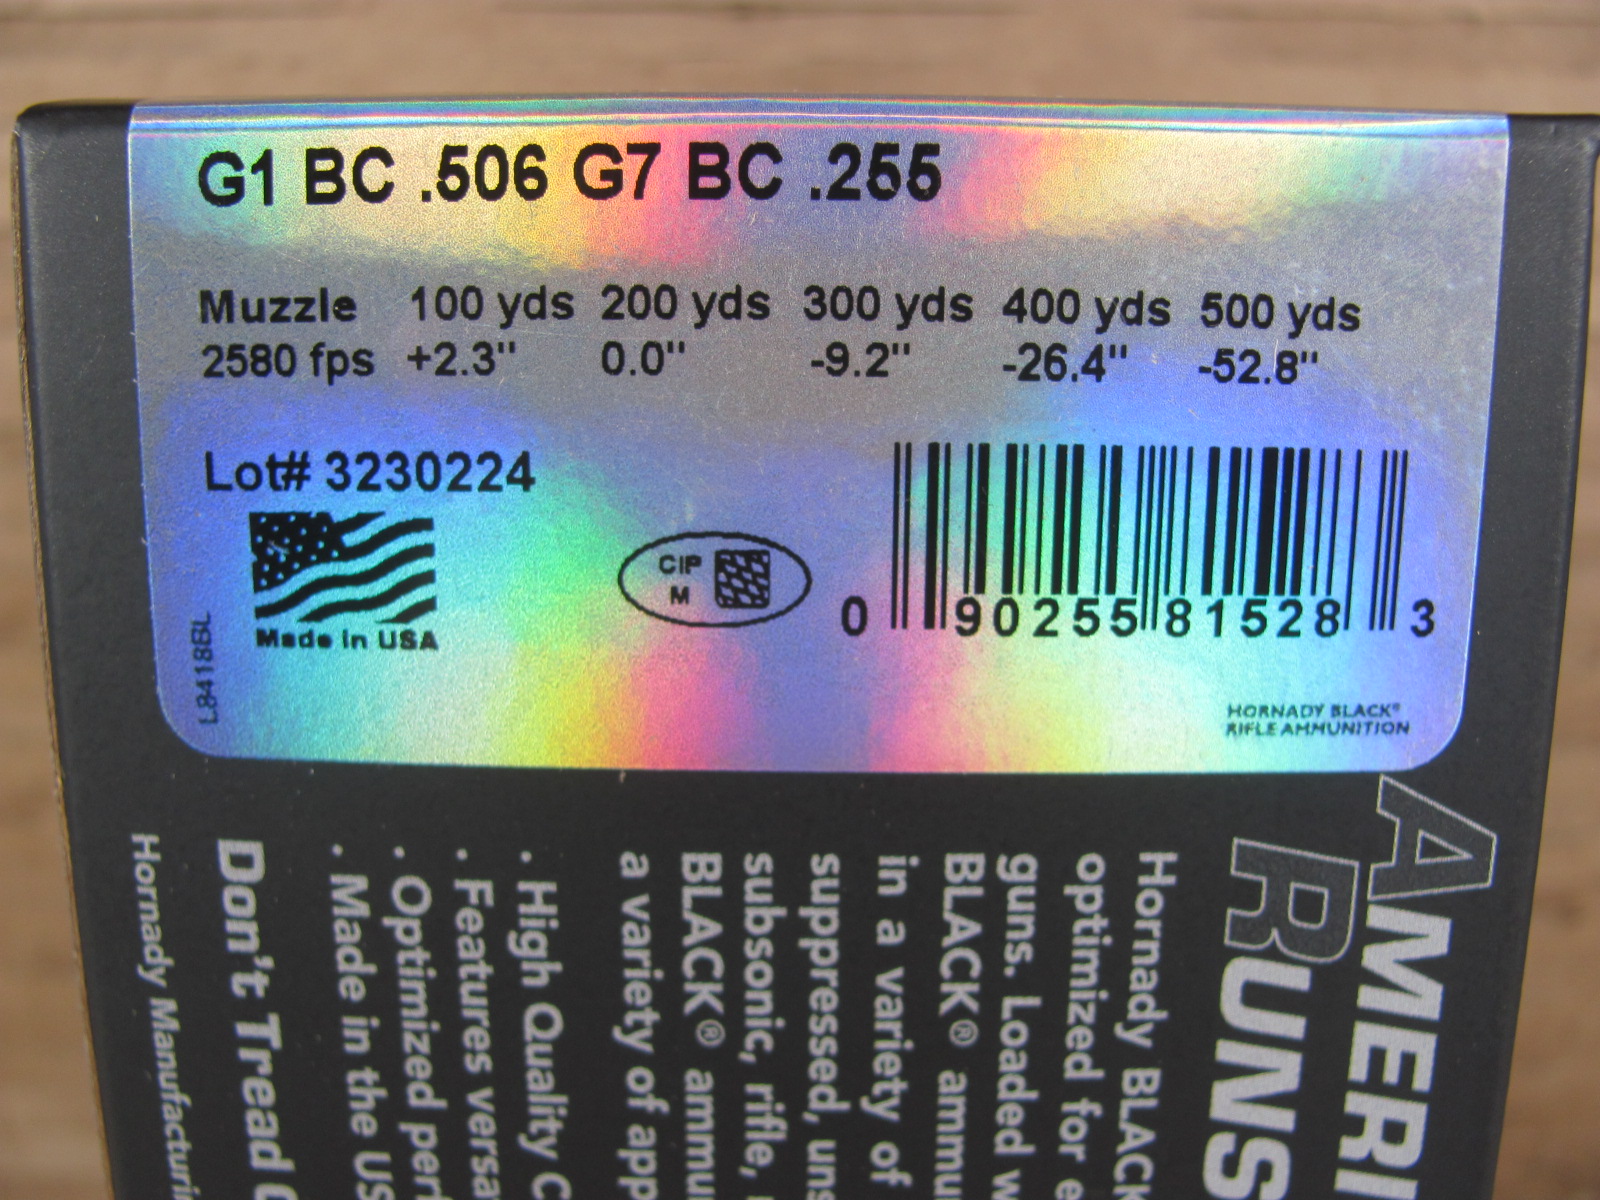 G1 BC .506 G7 BC .255
Muzzle 100 yds 200 yds 300 yds 400 yds 500 yds
2580 fps +2.3" 0.0" -9.2" -26.4" -52.8"
Lot# 3230224
Made in USA
L8418BL
CIP
M
0 90255 81528 3
HORNADY BLACK®
RIFLE AMMUNITION
AMERI
RUNS
Hornady BLACK
optimized for e
guns. Loaded w
BLACK® ammu
in a variety of
suppressed, uns
subsonic, rifle,
BLACK® ammu
a variety of app
. High Quality C
. Features versa
. Optimized per
. Made in the US
Don't Tread
Hornady Manufacturi